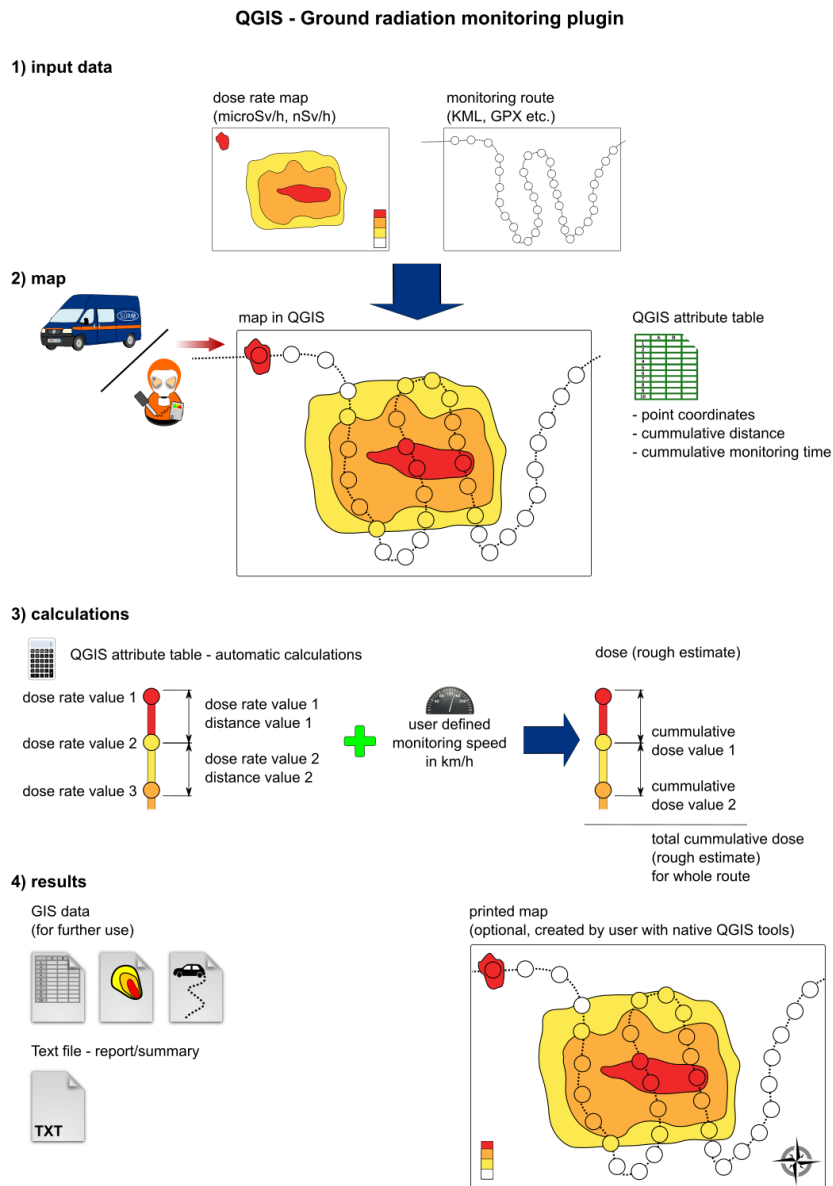 QGIS - Ground radiation monitoring plugin
1) input data
dose rate map
(microSv/h, nSv/h)
monitoring route
(KML, GPX etc.)
2) map
map in QGIS
QGIS attribute table
- point coordinates
- cummulative distance
- cummulative monitoring time
3) calculations
QGIS attribute table - automatic calculations
dose (rough estimate)
dose rate value 1
dose rate value 2
dose rate value 3
dose rate value 1
distance value 1
dose rate value 2
distance value 2
user defined
monitoring speed
in km/h
cummulative
dose value 1
cummulative
dose value 2
total cummulative dose
(rough estimate)
for whole route
4) results
GIS data
(for further use)
printed map
(optional, created by user with native QGIS tools)
Text file - report/summary
TXT